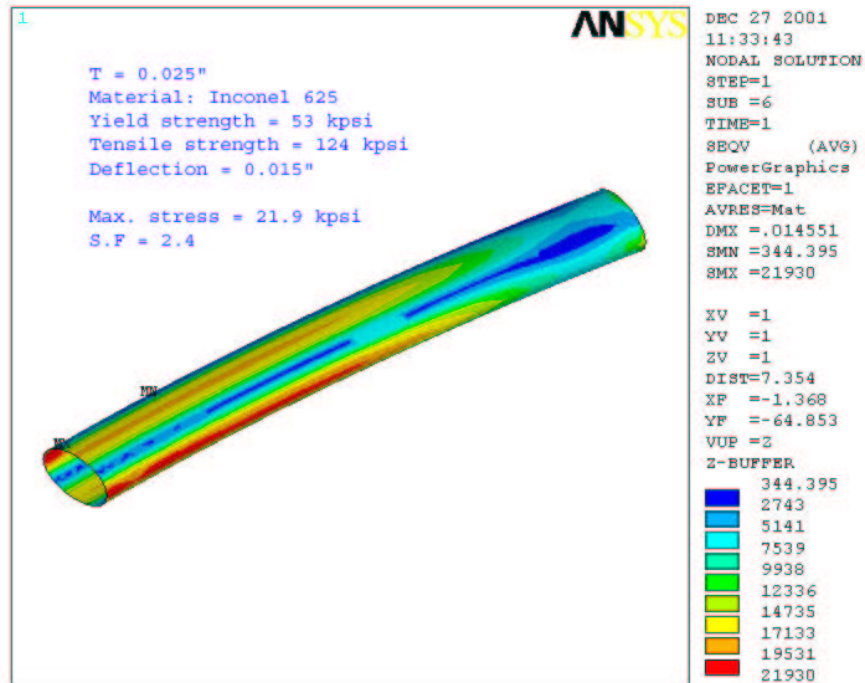 1
ANSYS
T = 0.025"
Material: Inconel 625
Yield strength = 53 kpsi
Tensile strength = 124 kpsi
Deflection = 0.015"
Max. stress = 21.9 kpsi
S.F = 2.4
MN
DEC 27 2001
11:33:43
NODAL SOLUTION
STEP=1
SUB =6
TIME=1
SEQV (AVG)
PowerGraphics
EFACET=1
AVRES=Mat
DMX =.014551
SMN =344.395
SMX =21930
XV =1
YV =1
ZV =1
DIST=7.354
XF =-1.368
YF =-64.853
VUP =Z
Z-BUFFER
344.395
2743
5141
7539
9938
12336
14735
17133
19531
21930